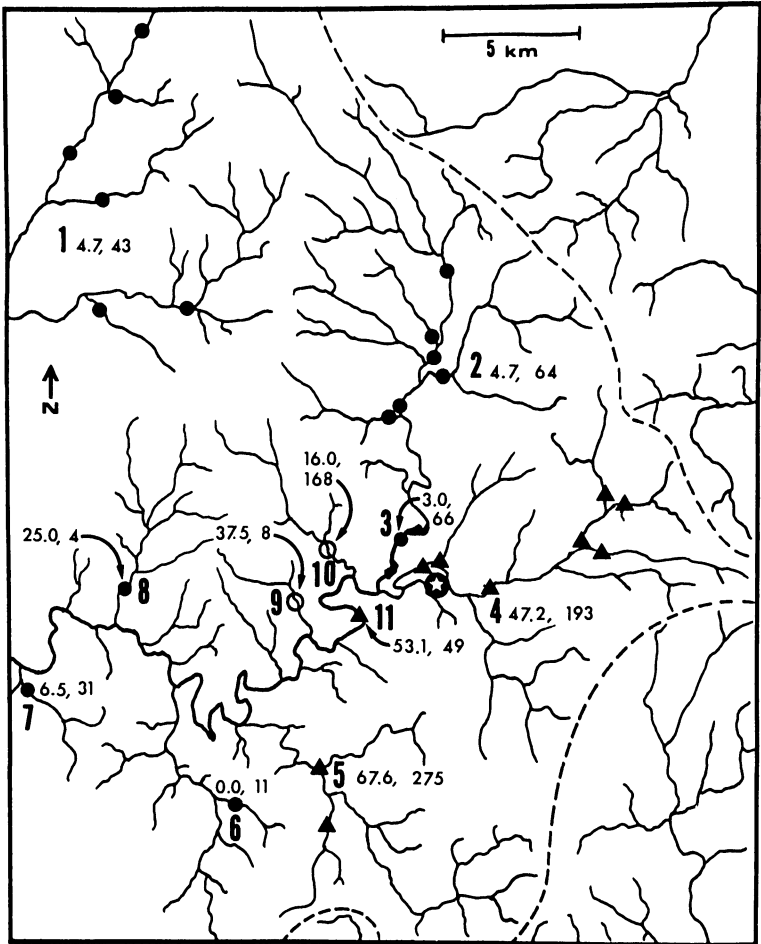 5 km
1 4.7, 43
2 4.7, 64
N
16.0,
168
3.0,
66
3
25.0, 4
37.5, 8
10
8
9
11
4 47.2, 193
53.1, 49
6.5, 31
7
5 67.6, 275
0.0, 11
6